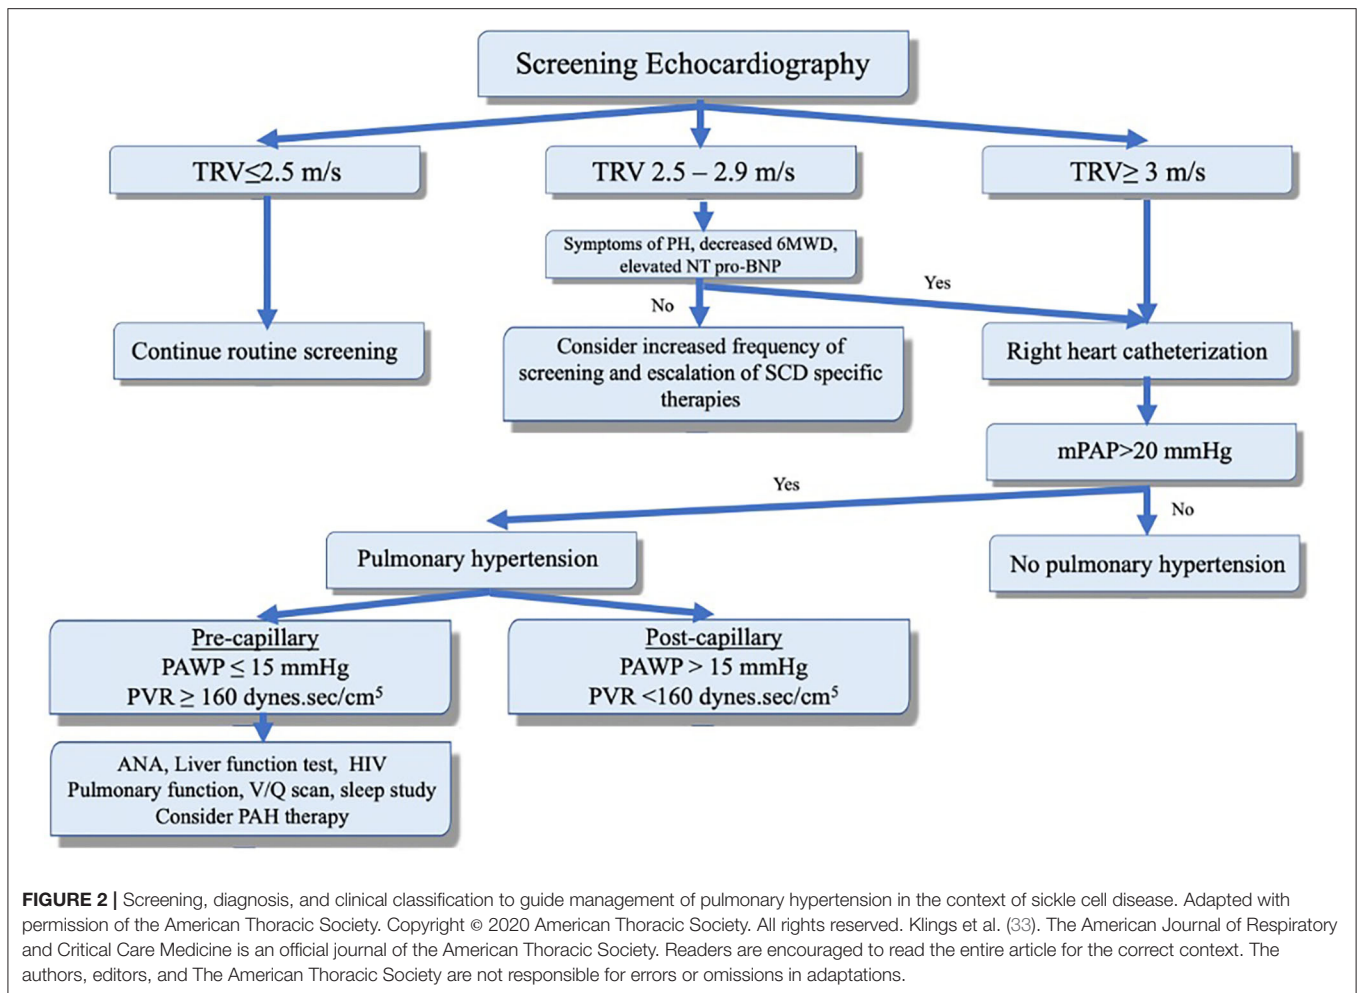 Screening Echocardiography
TRV≤2.5 m/s
TRV 2.5 – 2.9 m/s
TRV≥ 3 m/s
Symptoms of PH, decreased 6MWD,
elevated NT pro-BNP
Yes
No
Continue routine screening
Consider increased frequency of
screening and escalation of SCD specific
therapies
Right heart catheterization
mPAP>20 mmHg
Yes
No
Pulmonary hypertension
No pulmonary hypertension
Pre-capillary
PAWP ≤ 15 mmHg
PVR ≥ 160 dynes.sec/cm⁵
Post-capillary
PAWP > 15 mmHg
PVR <160 dynes.sec/cm⁵
ANA, Liver function test, HIV
Pulmonary function, V/Q scan, sleep study
Consider PAH therapy
FIGURE 2 | Screening, diagnosis, and clinical classification to guide management of pulmonary hypertension in the context of sickle cell disease. Adapted with
permission of the American Thoracic Society. Copyright © 2020 American Thoracic Society. All rights reserved. Klings et al. (33). The American Journal of Respiratory
and Critical Care Medicine is an official journal of the American Thoracic Society. Readers are encouraged to read the entire article for the correct context. The
authors, editors, and The American Thoracic Society are not responsible for errors or omissions in adaptations.